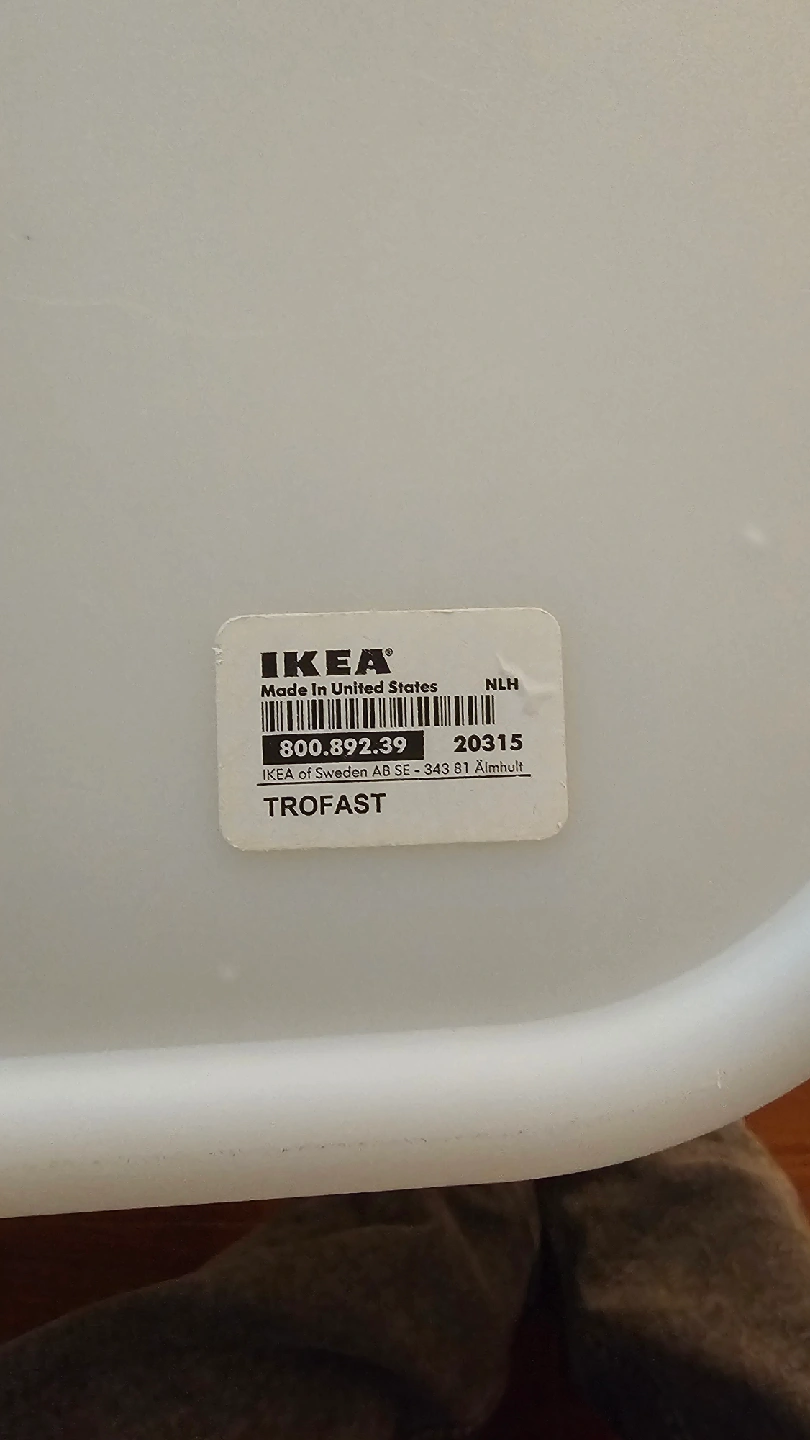 IKEA®
Made In United States NLH
800.892.39 20315
IKEA of Sweden AB SE - 343 81 Älmhult
TROFAST